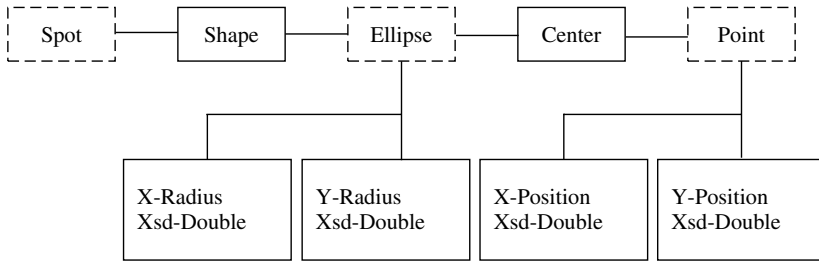 Spot
Shape
Ellipse
Center
Point
X-Radius
Xsd-Double
Y-Radius
Xsd-Double
X-Position
Xsd-Double
Y-Position
Xsd-Double